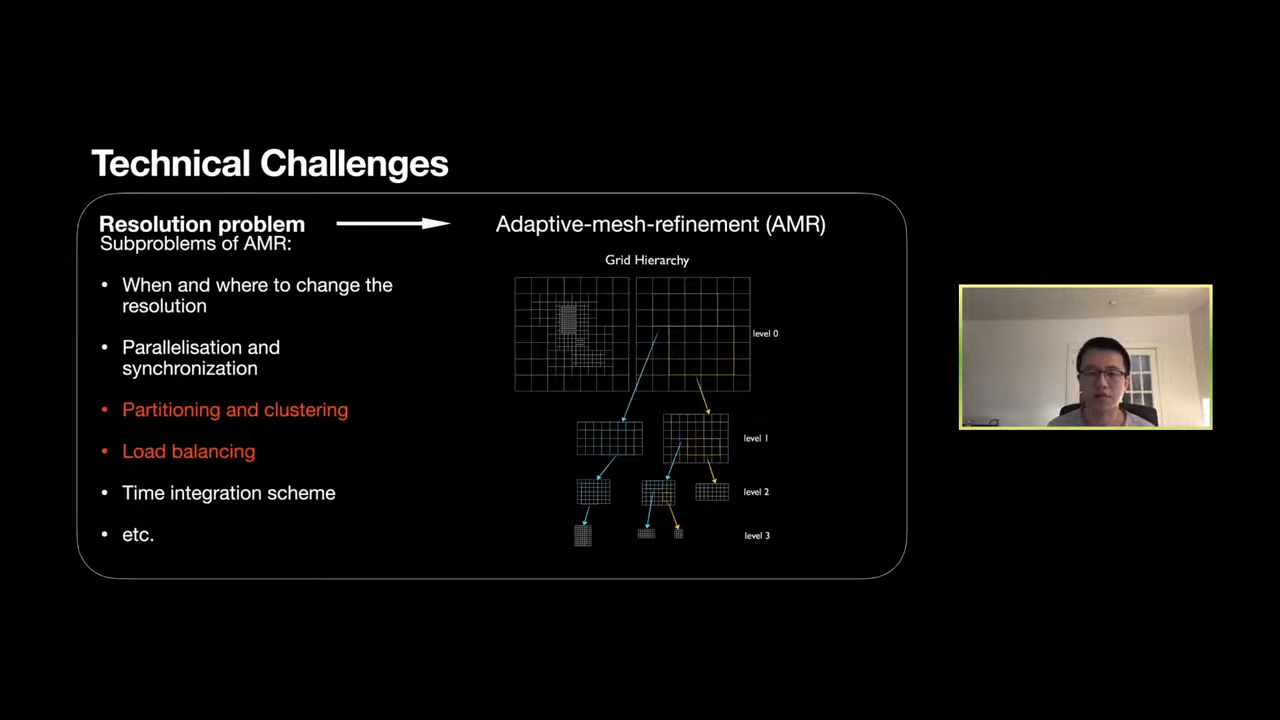 Technical Challenges
Resolution problem
Adaptive-mesh-refinement (AMR)
Subproblems of AMR:
Grid Hierarchy
• When and where to change the
resolution
• Parallelisation and
synchronization
• Partitioning and clustering
• Load balancing
• Time integration scheme
• etc.
level 0
level 1
level 2
level 3